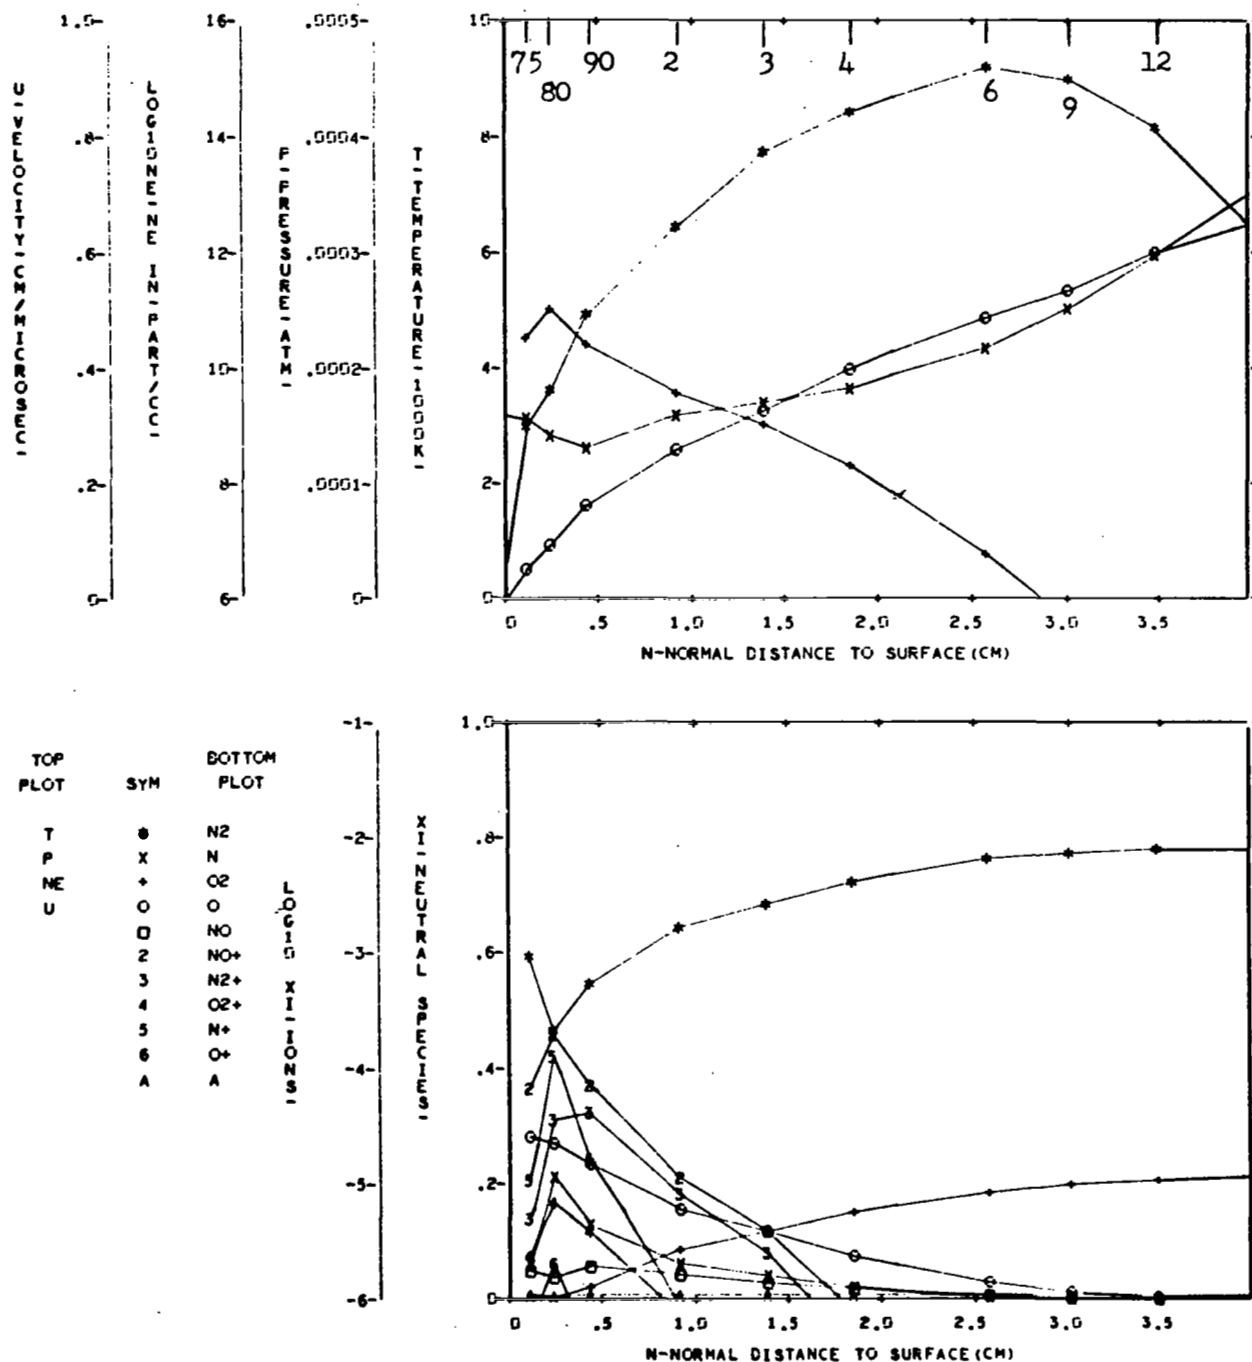 1.0-
16-
.0005-
10
75
90
2
3
4
12
80
6
9
U-VELOCITY-CM/MICROSEC-
LOG10NE-NE IN-PART/CC-
P-PRESSURE-ATM-
T-TEMPERATURE-1000K-
.8-
14-
.0004-
8-
.6-
12-
.0003-
6-
.4-
10-
.0002-
4-
.2-
8-
.0001-
2-
0-
6-
0-
0-
0 .5 1.0 1.5 2.0 2.5 3.0 3.5
N-NORMAL DISTANCE TO SURFACE(CM)
-1-
1.0
TOP PLOT
SYM
BOTTOM PLOT
T * N2
P X N
NE + O2
U O O
□ NO
2 NO+
3 N2+
4 O2+
5 N+
6 O+
A A
LOG10 XI-IONS-
XI-NEUTRAL SPECIES-
-2-
.8-
-3-
.6-
-4-
.4-
-5-
.2-
-6-
0
0 .5 1.0 1.5 2.0 2.5 3.0 3.5
N-NORMAL DISTANCE TO SURFACE(CM)